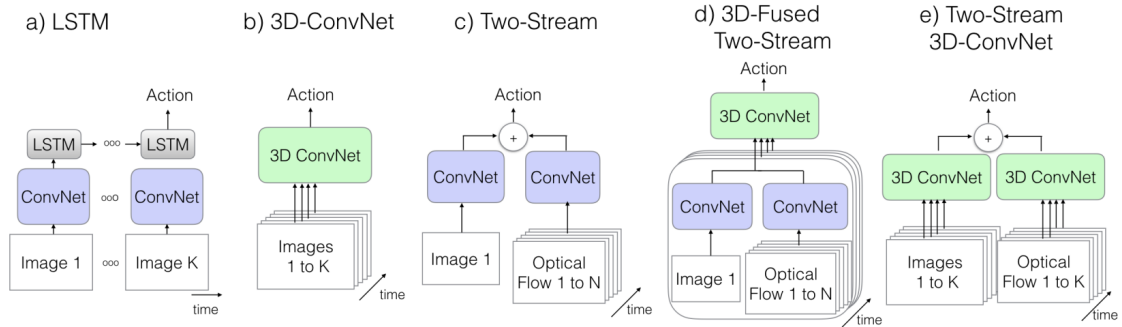 a) LSTM
Action
LSTM
ooo
LSTM
ConvNet
ooo
ConvNet
Image 1
ooo
Image K
time
b) 3D-ConvNet
Action
3D ConvNet
Images
1 to K
time
c) Two-Stream
Action
+
ConvNet
ConvNet
Image 1
Optical
Flow 1 to N
time
d) 3D-Fused
Two-Stream
Action
3D ConvNet
ConvNet
ConvNet
Image 1
Optical
Flow 1 to N
time
e) Two-Stream
3D-ConvNet
Action
+
3D ConvNet
3D ConvNet
Images
1 to K
Optical
Flow 1 to N
time